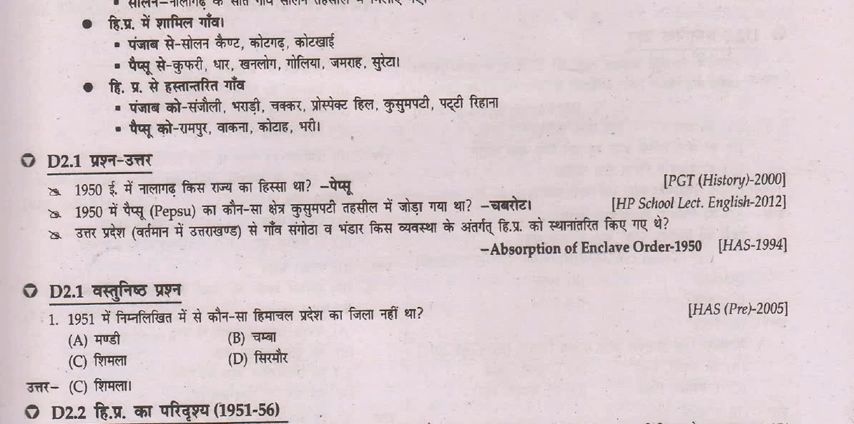 ▪ सोलन–नालागढ़ के सात गाँव सोलन तहसील में
● हि.प्र. में शामिल गाँव।
▪ पंजाब से-सोलन कैण्ट, कोटगढ़, कोटखाई
▪ पैप्सू से-कुफरी, धार, खनलोग, गोलिया, जमराह, सुरेटा।
● हि. प्र. से हस्तान्तरित गाँव
▪ पंजाब को-संजौली, भराड़ी, चक्कर, प्रोस्पेक्ट हिल, कुसुमपटी, पट्टी रिहाना
▪ पैप्सू को-रामपुर, वाकना, कोटाह, भरी।
D2.1 प्रश्न-उत्तर
1950 ई. में नालागढ़ किस राज्य का हिस्सा था? –पेप्सू [PGT (History)-2000]
1950 में पैप्सू (Pepsu) का कौन-सा क्षेत्र कुसुमपटी तहसील में जोड़ा गया था? –चबरोट। [HP School Lect. English-2012]
उत्तर प्रदेश (वर्तमान में उत्तराखण्ड) से गाँव संगोठा व भंडार किस व्यवस्था के अंतर्गत् हि.प्र. को स्थानांतरित किए गए थे?
–Absorption of Enclave Order-1950 [HAS-1994]
D2.1 वस्तुनिष्ठ प्रश्न
1. 1951 में निम्नलिखित में से कौन-सा हिमाचल प्रदेश का जिला नहीं था? [HAS (Pre)-2005]
(A) मण्डी (B) चम्बा
(C) शिमला (D) सिरमौर
उत्तर– (C) शिमला।
D2.2 हि.प्र. का परिदृश्य (1951-56)